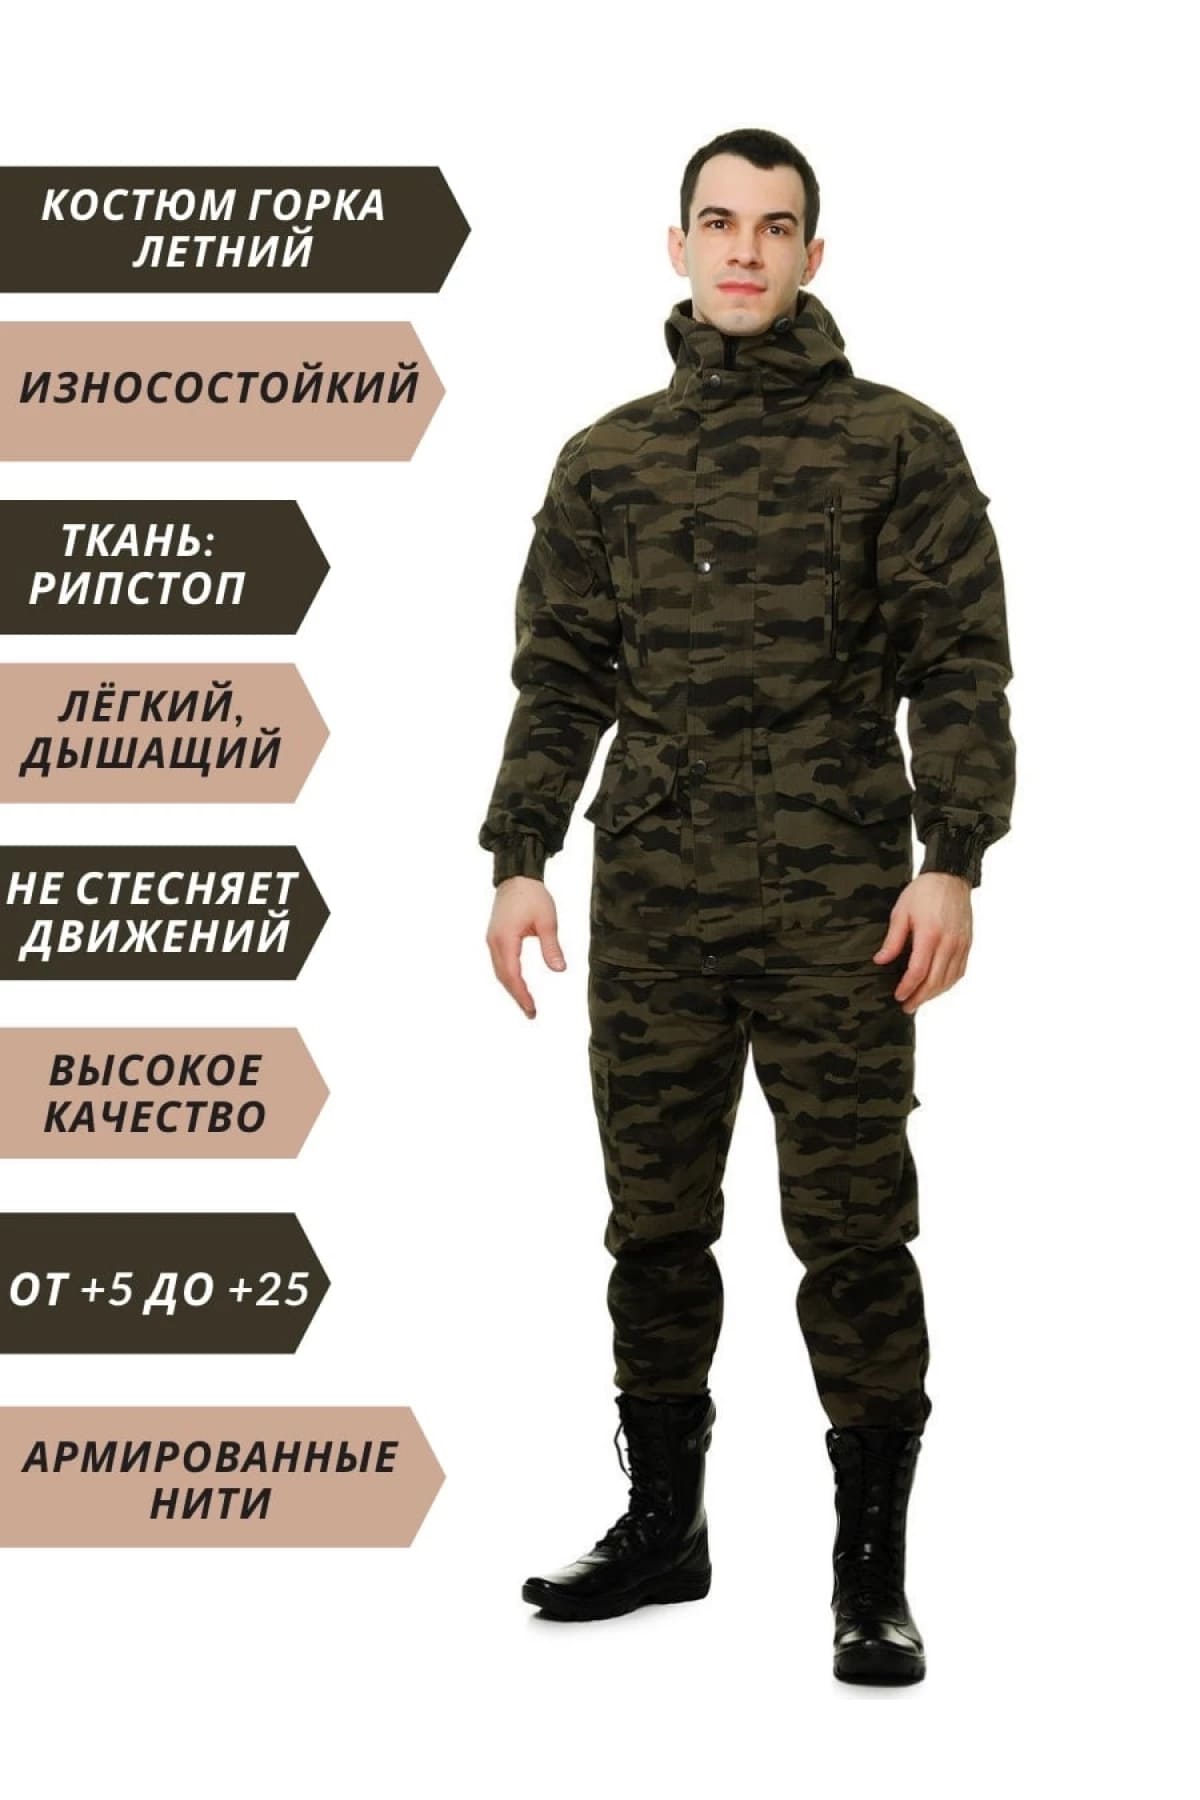 КОСТЮМ ГОРКА
ЛЕТНИЙ
ИЗНОСОСТОЙКИЙ
ТКАНЬ:
РИПСТОП
ЛЁГКИЙ,
ДЫШАЩИЙ
НЕ СТЕСНЯЕТ
ДВИЖЕНИЙ
ВЫСОКОЕ
КАЧЕСТВО
ОТ +5 ДО +25
АРМИРОВАННЫЕ
НИТИ